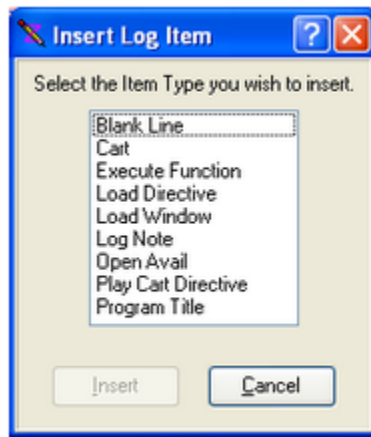 Insert Log Item
?
Select the Item Type you wish to insert.
Blank Line
Cart
Execute Function
Load Directive
Load Window
Log Note
Open Avail
Play Cart Directive
Program Title
Insert
Cancel